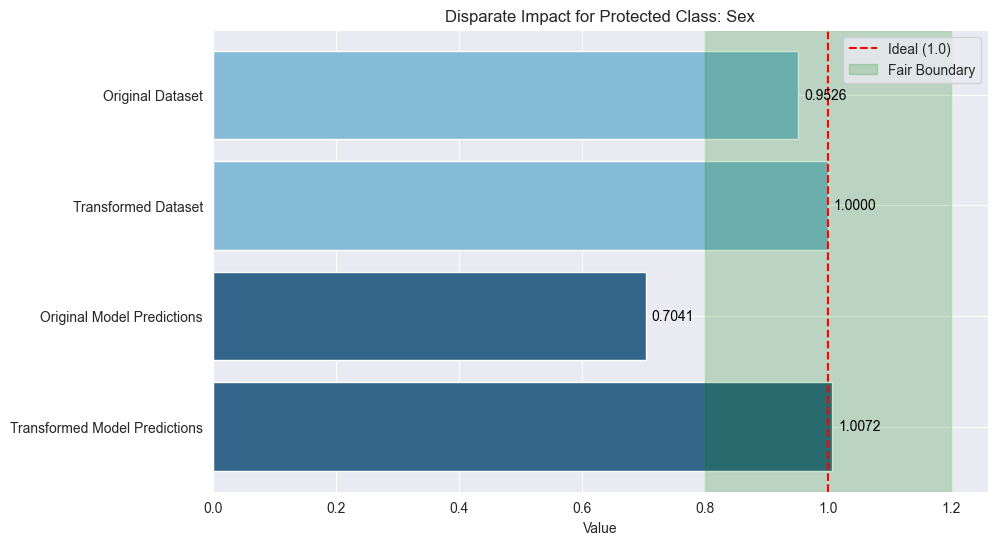 Disparate Impact for Protected Class: Sex
Ideal (1.0)
Fair Boundary
Original Dataset
0.9526
Transformed Dataset
1.0000
Original Model Predictions
0.7041
Transformed Model Predictions
1.0072
0.0 0.2 0.4 0.6 0.8 1.0 1.2
Value